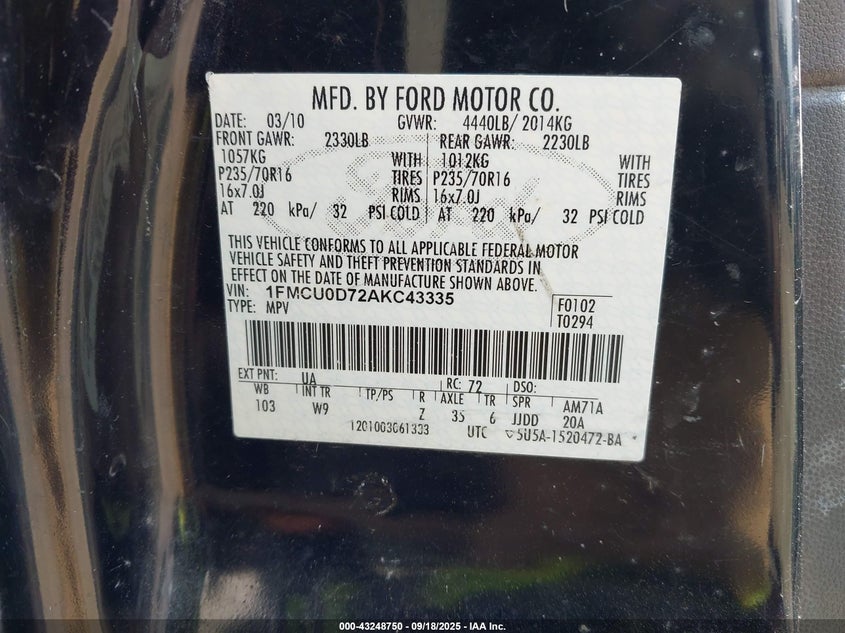 MFD. BY FORD MOTOR CO.
DATE: 03/10 GVWR: 4440LB/ 2014KG
FRONT GAWR: 2330LB REAR GAWR: 2230LB
1057KG WITH 1012KG WITH
P235/70R16 TIRES P235/70R16 TIRES
16x7.0J RIMS 16x7.0J RIMS
AT 220 kPa/ 32 PSI COLD AT 220 kPa/ 32 PSI COLD
THIS VEHICLE CONFORMS TO ALL APPLICABLE FEDERAL MOTOR
VEHICLE SAFETY AND THEFT PREVENTION STANDARDS IN
EFFECT ON THE DATE OF MANUFACTURE SHOWN ABOVE.
VIN: 1FMCU0D72AKC43335 F0102
TYPE: MPV T0294
EXT PNT: UA RC: 72 DSO:
WB INT TR TP/PS R AXLE TR SPR AM71A
103 W9 Z 35 6 JJDD 20A
1201003061333 UTC 5U5A-1520472-BA
Ford
000-43248750 - 09/18/2025 - IAA Inc.